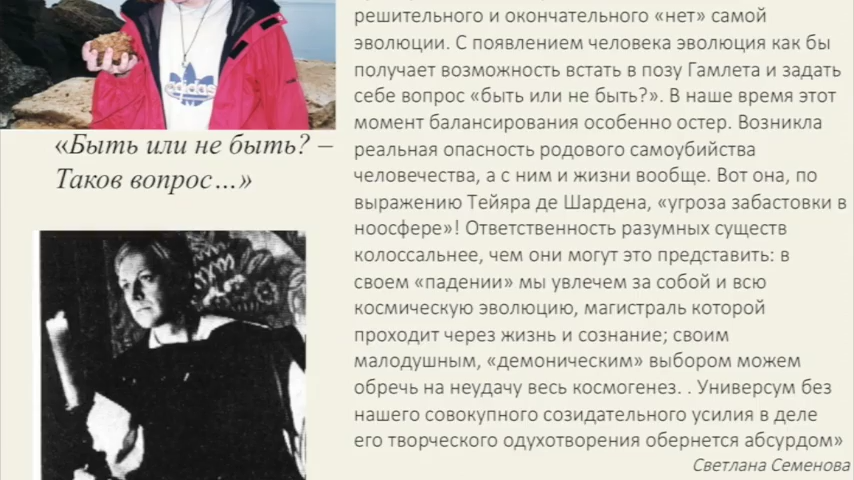 adidas
«Быть или не быть? –
Таков вопрос…»
решительного и окончательного «нет» самой
эволюции. С появлением человека эволюция как бы
получает возможность встать в позу Гамлета и задать
себе вопрос «быть или не быть?». В наше время этот
момент балансирования особенно остер. Возникла
реальная опасность родового самоубийства
человечества, а с ним и жизни вообще. Вот она, по
выражению Тейяра де Шардена, «угроза забастовки в
ноосфере»! Ответственность разумных существ
колоссальнее, чем они могут это представить: в
своем «падении» мы увлечем за собой и всю
космическую эволюцию, магистраль которой
проходит через жизнь и сознание; своим
малодушным, «демоническим» выбором можем
обречь на неудачу весь космогенез. . Универсум без
нашего совокупного созидательного усилия в деле
его творческого одухотворения обернется абсурдом»
Светлана Семенова